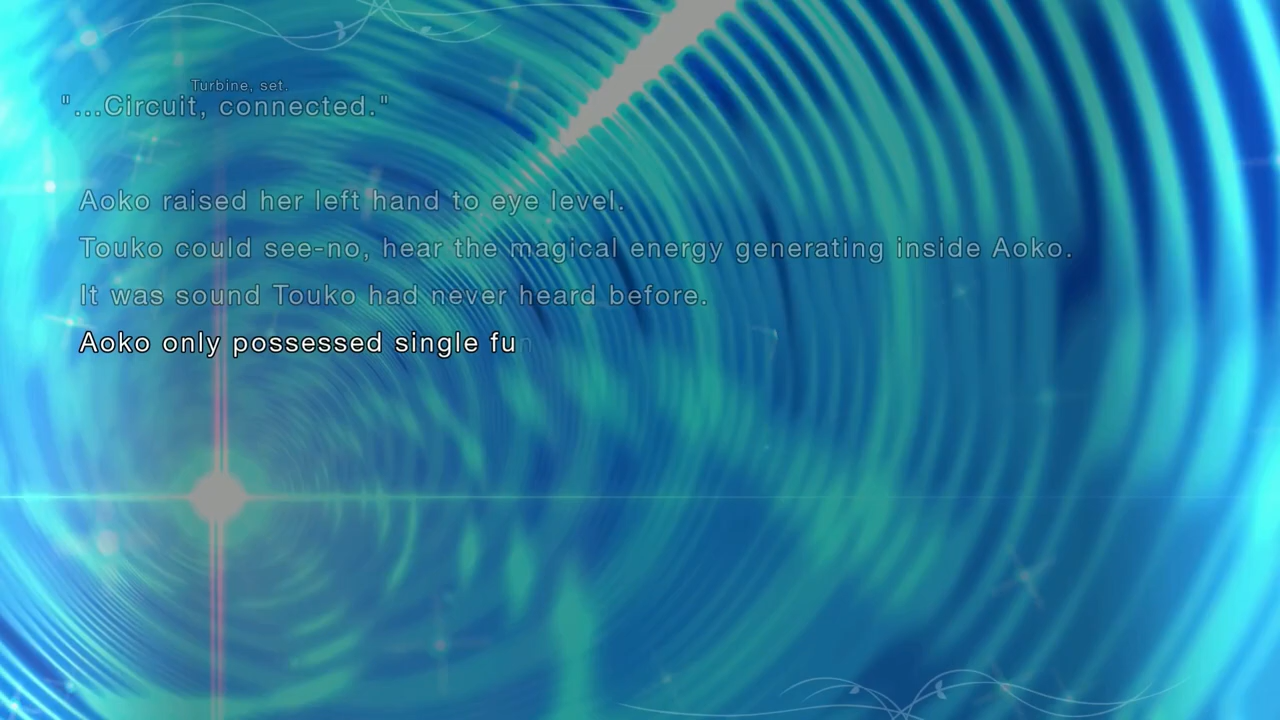 Turbine, set.
"...Circuit, connected."
Aoko raised her left hand to eye level.
Touko could see-no, hear the magical energy generating inside Aoko.
It was sound Touko had never heard before.
Aoko only possessed single fun